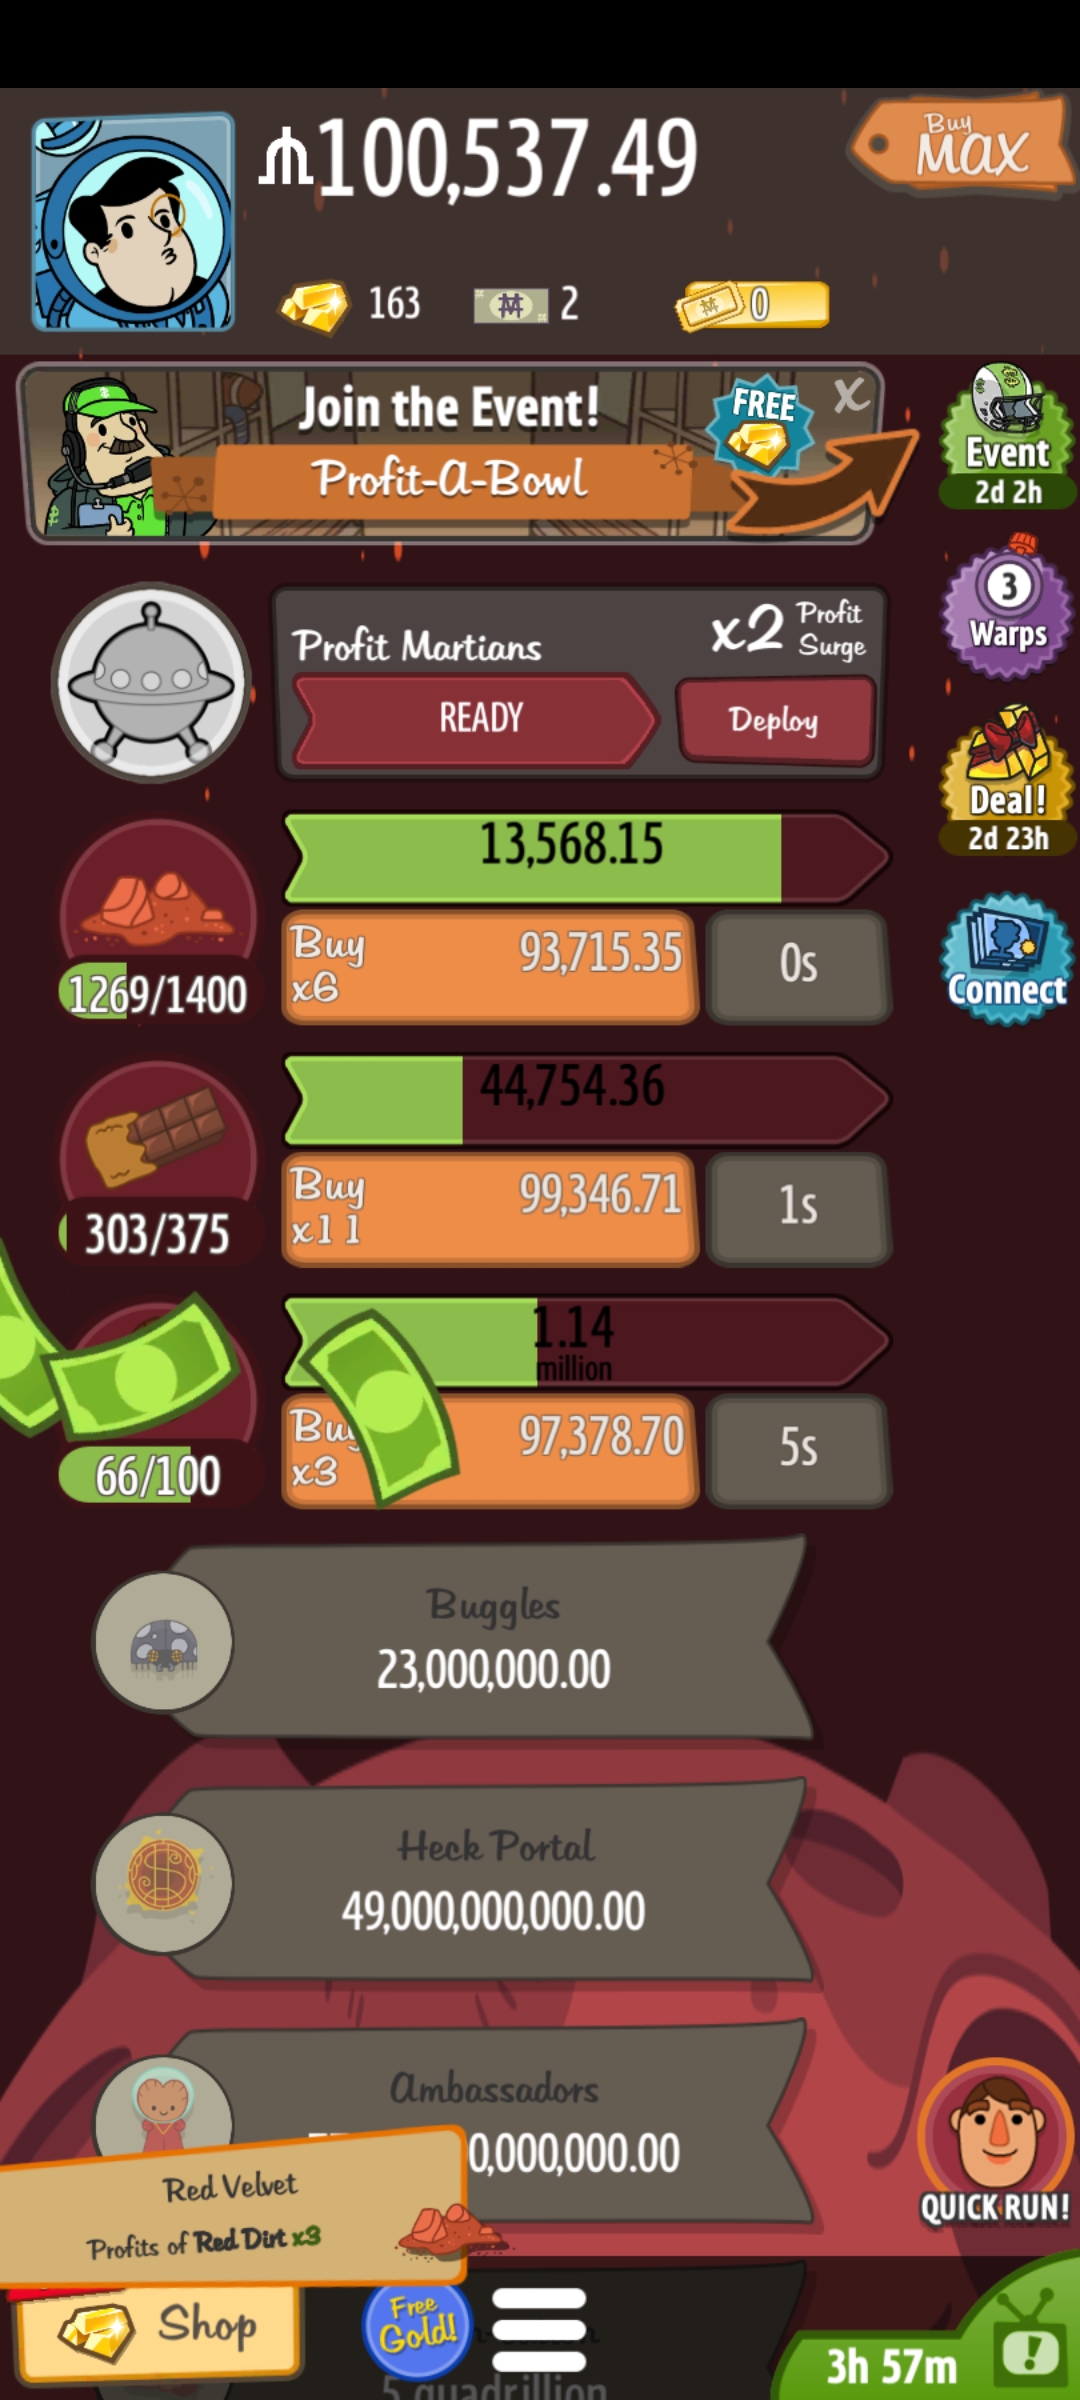 ₼100,537.49
Buy
MAX
163
2
0
Join the Event!
FREE
X
Profit-A-Bowl
Event
2d 2h
3
Warps
Profit Martians
x2 Profit
Surge
READY
Deploy
Deal!
2d 23h
13,568.15
Buy
x6
93,715.35
0s
1269/1400
Connect
44,754.36
Buy
x11
99,346.71
1s
303/375
1.14
million
x3
97,378.70
5s
66/100
Buggles
23,000,000.00
Heck Portal
49,000,000,000.00
Ambassadors
0,000,000.00
Red Velvet
Profits of Red Dirt x3
QUICK RUN!
Shop
Free
Gold!
3h 57m
5 quadrillion